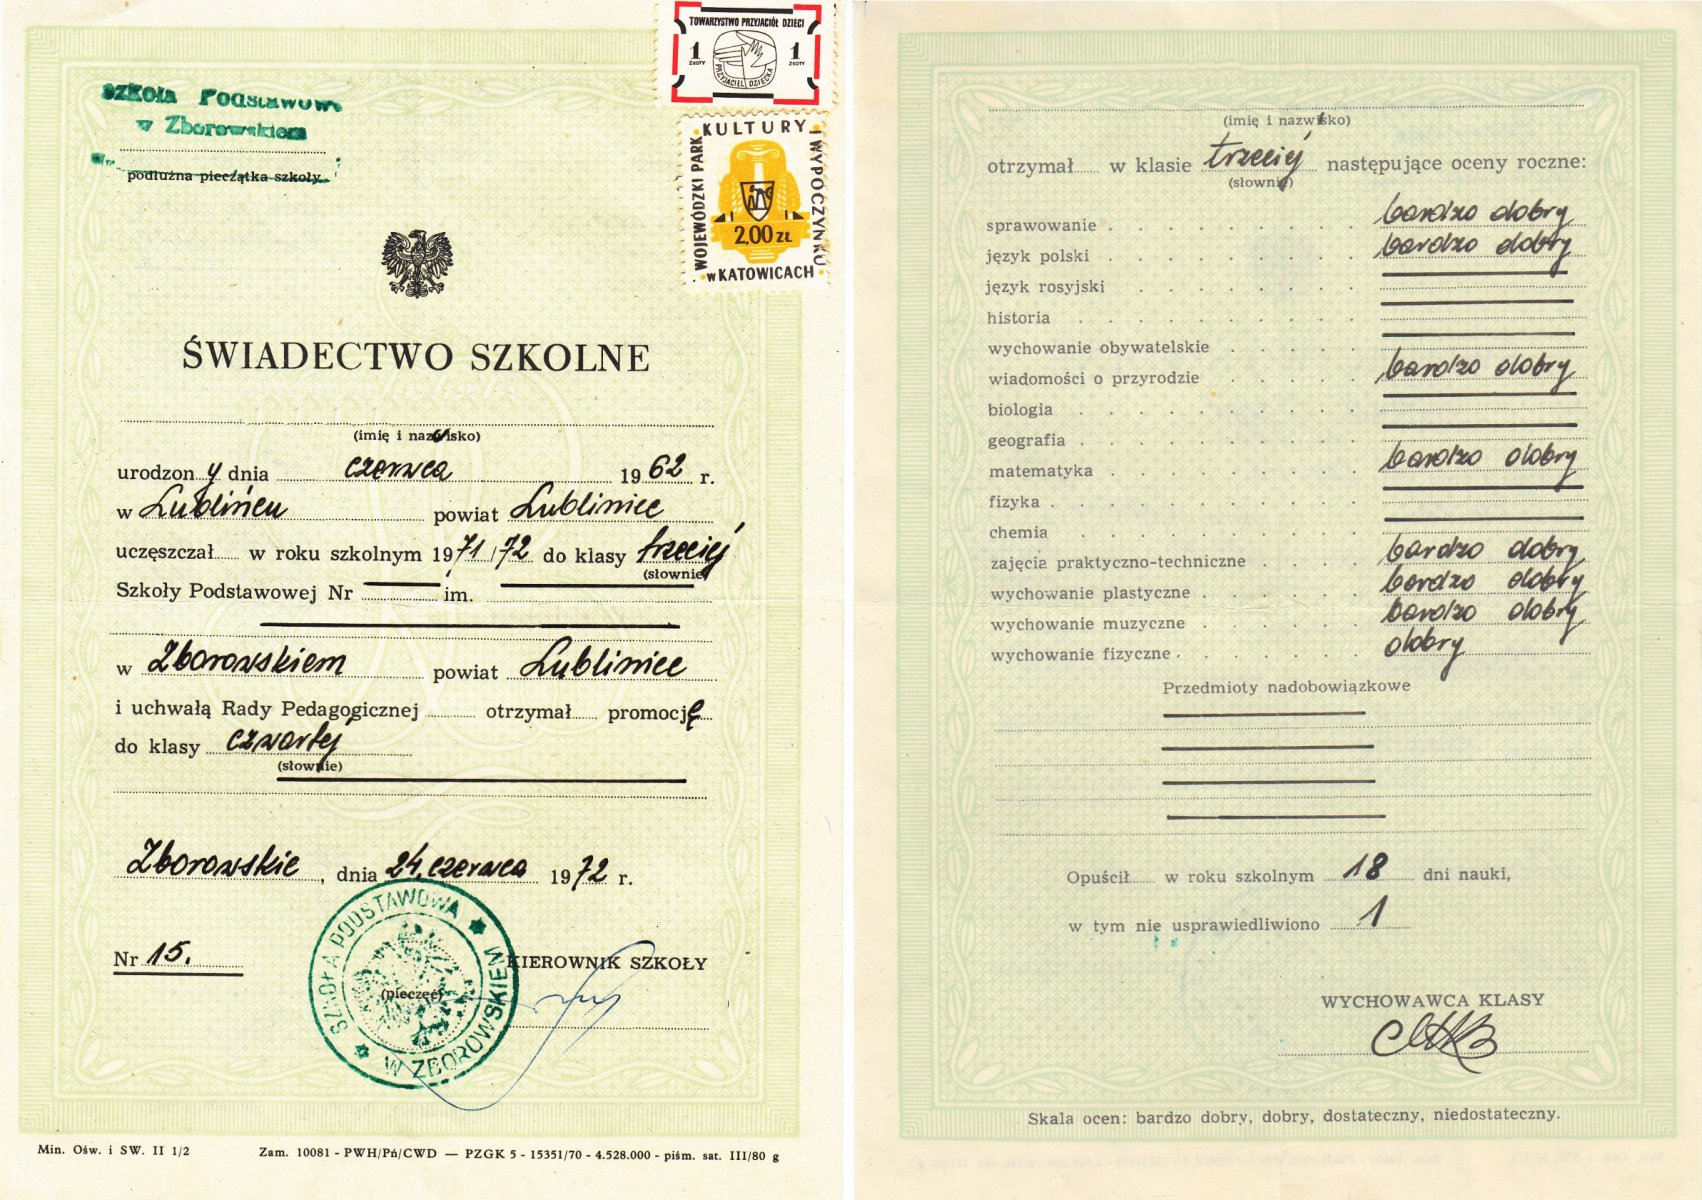 Szkoła Podstawowa
w Zborowskiem
podłużna pieczątka szkoły
TOWARZYSTWO PRZYJACIÓŁ DZIECI
1 ZŁOTY 1 ZŁOTY
PRZYJACIEL DZIECKA
WOJEWÓDZKI PARK KULTURY I WYPOCZYNKU
2,00 ZŁ
w KATOWICACH
ŚWIADECTWO SZKOLNE
(imię i nazwisko)
urodzony dnia czerwca 1962 r.
w Lublińcu powiat Lubliniec
uczęszczał w roku szkolnym 1971/72 do klasy trzeciej
(słownie)
Szkoły Podstawowej Nr im.
w Zborowskiem powiat Lubliniec
i uchwałą Rady Pedagogicznej otrzymał promocję
do klasy czwartej
(słownie)
Zborowskie, dnia 24. czerwca 1972 r.
Nr 15.
KIEROWNIK SZKOŁY
(pieczęć)
SZKOŁA PODSTAWOWA W ZBOROWSKIEM
Min. Ośw. i SW. II 1/2 Zam. 10081 - PWH/Pń/CWD — PZGK 5 - 15351/70 - 4.528.000 - piśm. sat. III/80 g
(imię i nazwisko)
otrzymał w klasie trzeciej następujące oceny roczne:
(słownie)
sprawowanie bardzo dobry
język polski bardzo dobry
język rosyjski
historia
wychowanie obywatelskie
wiadomości o przyrodzie bardzo dobry
biologia
geografia
matematyka bardzo dobry
fizyka
chemia
zajęcia praktyczno-techniczne bardzo dobry
wychowanie plastyczne bardzo dobry
wychowanie muzyczne bardzo dobry
wychowanie fizyczne dobry
Przedmioty nadobowiązkowe
Opuścił w roku szkolnym 18 dni nauki,
w tym nie usprawiedliwiono 1
WYCHOWAWCA KLASY
Skala ocen: bardzo dobry, dobry, dostateczny, niedostateczny.